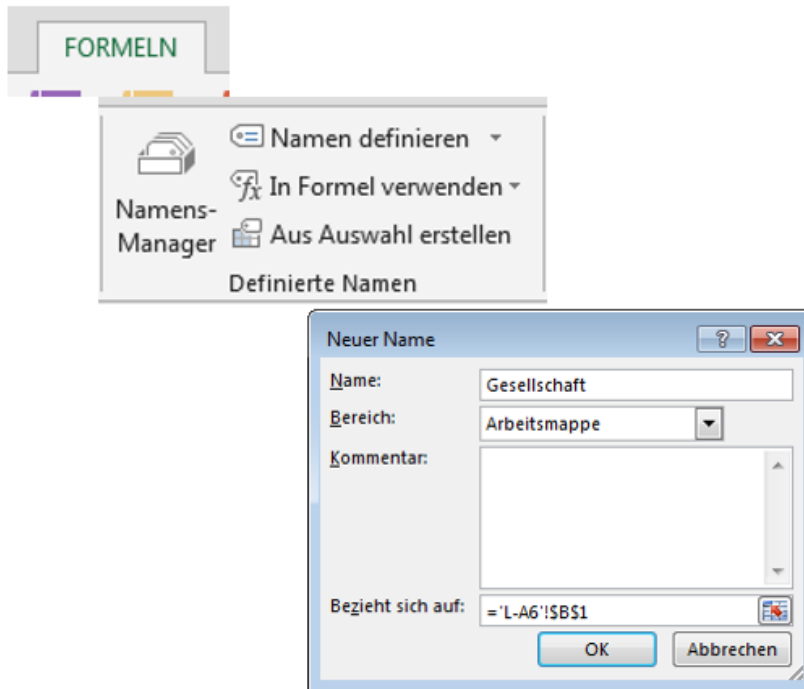 FORMELN
Namen definieren
In Formel verwenden
Namens-
Manager
Aus Auswahl erstellen
Definierte Namen
Neuer Name
?
Name:
Gesellschaft
Bereich:
Arbeitsmappe
Kommentar:
Bezieht sich auf:
='L-A6'!$B$1
OK
Abbrechen